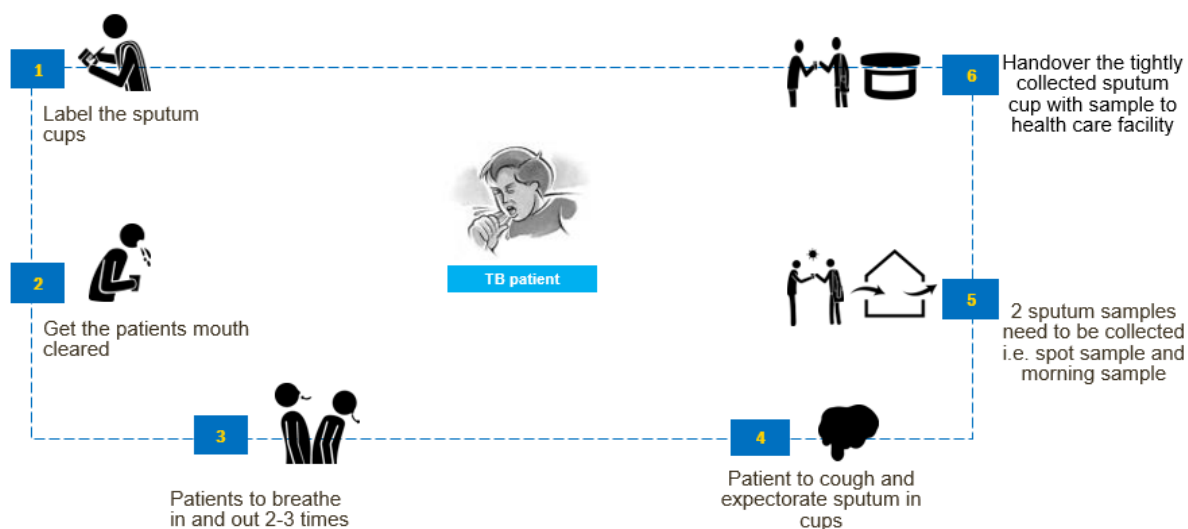 1
Label the sputum
cups
2
Get the patients mouth
cleared
3
Patients to breathe
in and out 2-3 times
4
Patient to cough and
expectorate sputum in
cups
5
2 sputum samples
need to be collected
i.e. spot sample and
morning sample
6
Handover the tightly
collected sputum
cup with sample to
health care facility
TB patient